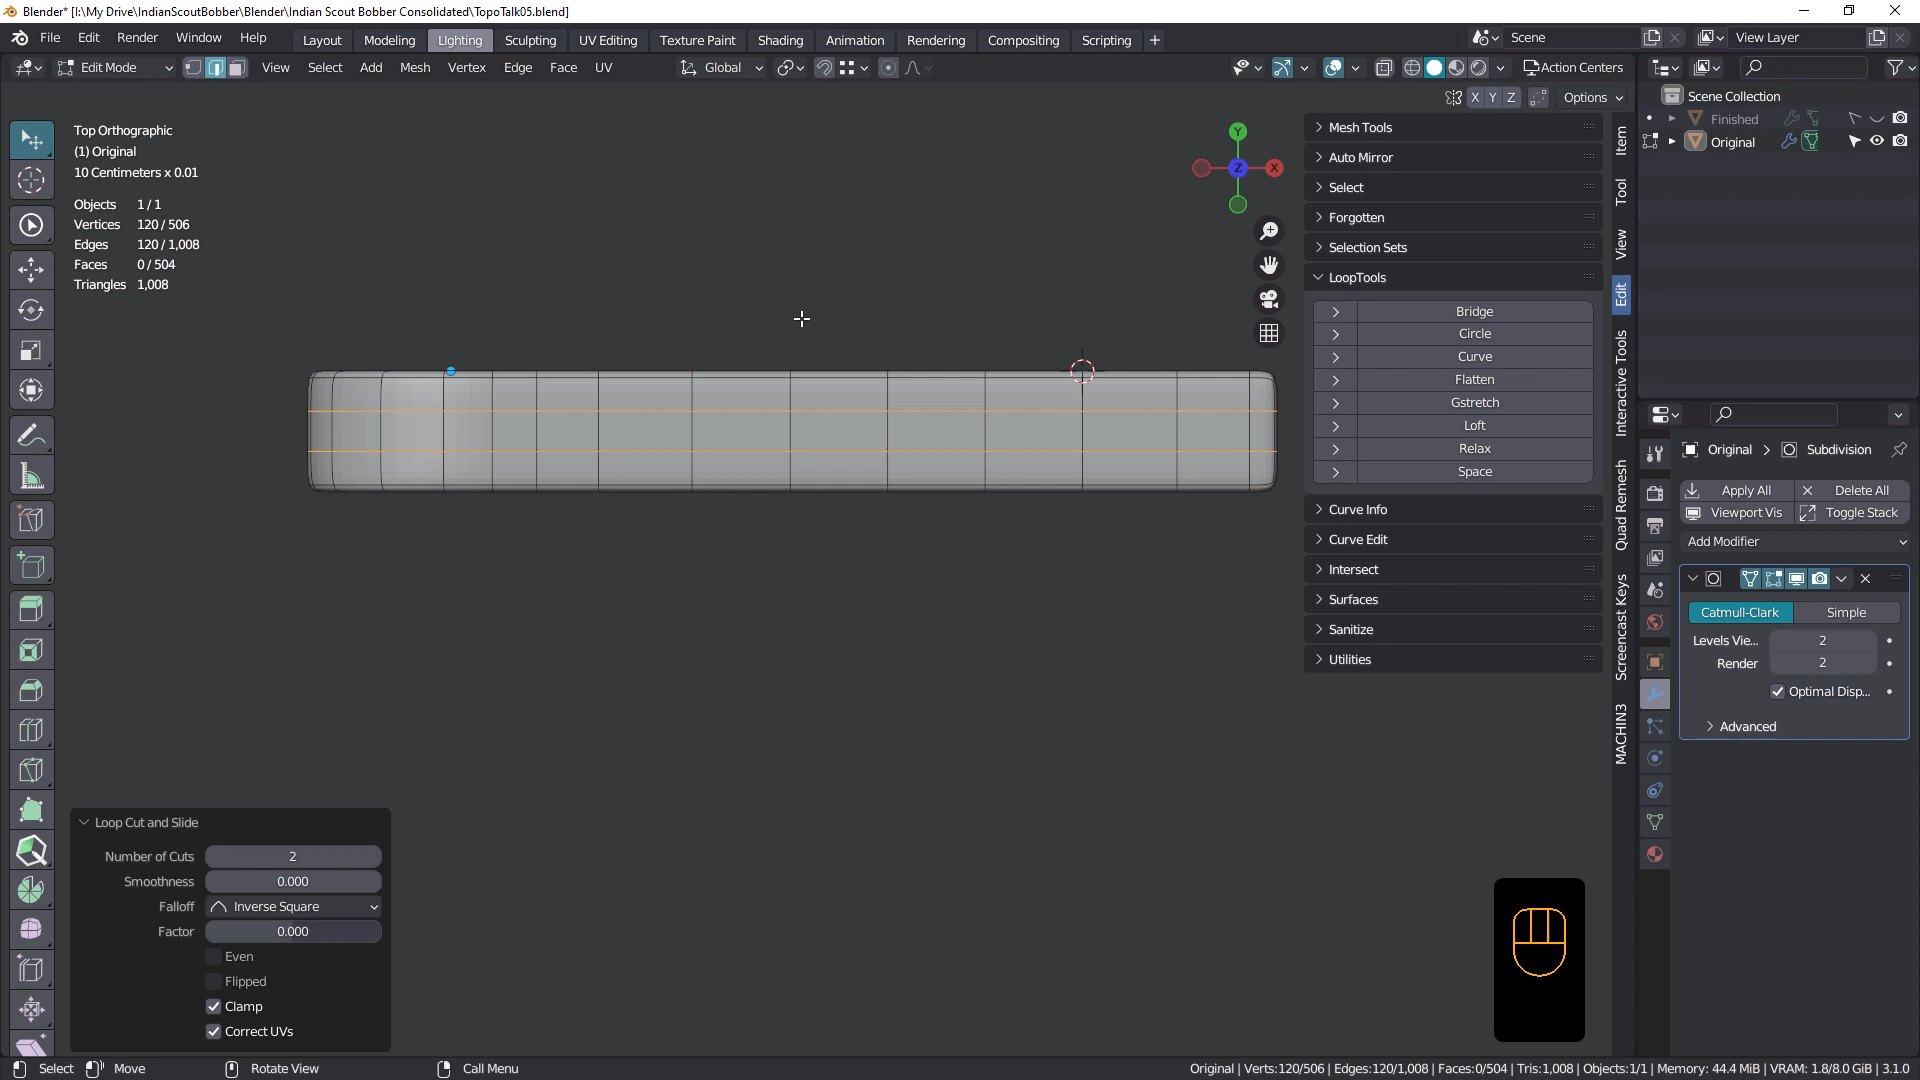 Blender* [I:\My Drive\IndianScoutBobber\Blender\Indian Scout Bobber Consolidated\TopoTalk05.blend]
File Edit Render Window Help
Layout Modeling Lighting Sculpting UV Editing Texture Paint Shading Animation Rendering Compositing Scripting +
Scene
View Layer
Edit Mode View Select Add Mesh Vertex Edge Face UV
Global
Action Centers
X Y Z Options
Scene Collection
Finished
Original
Top Orthographic
(1) Original
10 Centimeters x 0.01
Objects 1 / 1
Vertices 120 / 506
Edges 120 / 1,008
Faces 0 / 504
Triangles 1,008
Y
Z
X
Mesh Tools
Auto Mirror
Select
Forgotten
Selection Sets
LoopTools
Bridge
Circle
Curve
Flatten
Gstretch
Loft
Relax
Space
Curve Info
Curve Edit
Intersect
Surfaces
Sanitize
Utilities
Item
Tool
View
Edit
Interactive Tools
Quad Remesh
Screencast Keys
MACHIN3
Original > Subdivision
Apply All Delete All
Viewport Vis Toggle Stack
Add Modifier
Catmull-Clark Simple
Levels Vie... 2
Render 2
Optimal Disp...
Advanced
Loop Cut and Slide
Number of Cuts 2
Smoothness 0.000
Falloff Inverse Square
Factor 0.000
Even
Flipped
Clamp
Correct UVs
Select Move Rotate View Call Menu
Original | Verts:120/506 | Edges:120/1,008 | Faces:0/504 | Tris:1,008 | Objects:1/1 | Memory: 44.4 MiB | VRAM: 1.8/8.0 GiB | 3.1.0